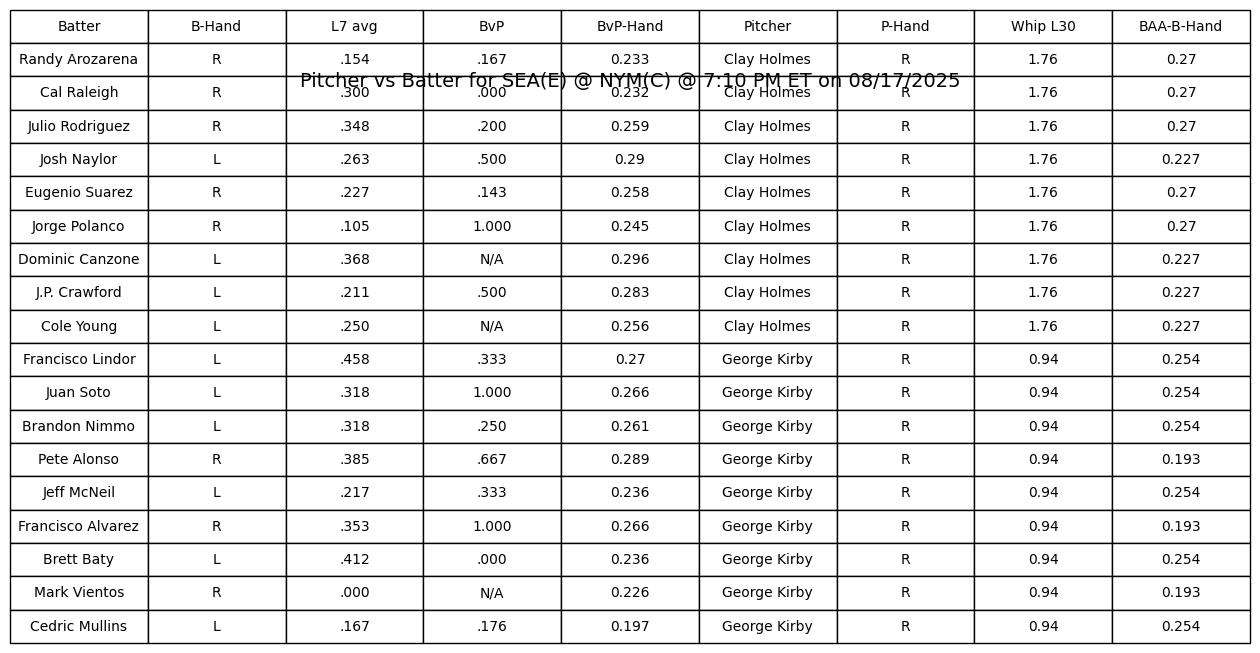 Batter B-Hand L7 avg BvP BvP-Hand Pitcher P-Hand Whip L30 BAA-B-Hand
Randy Arozarena R .154 .167 0.233 Clay Holmes R 1.76 0.27
Pitcher vs Batter for SEA(E) @ NYM(C) @ 7:10 PM ET on 08/17/2025
Cal Raleigh R .300 .000 0.232 Clay Holmes R 1.76 0.27
Julio Rodriguez R .348 .200 0.259 Clay Holmes R 1.76 0.27
Josh Naylor L .263 .500 0.29 Clay Holmes R 1.76 0.227
Eugenio Suarez R .227 .143 0.258 Clay Holmes R 1.76 0.27
Jorge Polanco R .105 1.000 0.245 Clay Holmes R 1.76 0.27
Dominic Canzone L .368 N/A 0.296 Clay Holmes R 1.76 0.227
J.P. Crawford L .211 .500 0.283 Clay Holmes R 1.76 0.227
Cole Young L .250 N/A 0.256 Clay Holmes R 1.76 0.227
Francisco Lindor L .458 .333 0.27 George Kirby R 0.94 0.254
Juan Soto L .318 1.000 0.266 George Kirby R 0.94 0.254
Brandon Nimmo L .318 .250 0.261 George Kirby R 0.94 0.254
Pete Alonso R .385 .667 0.289 George Kirby R 0.94 0.193
Jeff McNeil L .217 .333 0.236 George Kirby R 0.94 0.254
Francisco Alvarez R .353 1.000 0.266 George Kirby R 0.94 0.193
Brett Baty L .412 .000 0.236 George Kirby R 0.94 0.254
Mark Vientos R .000 N/A 0.226 George Kirby R 0.94 0.193
Cedric Mullins L .167 .176 0.197 George Kirby R 0.94 0.254